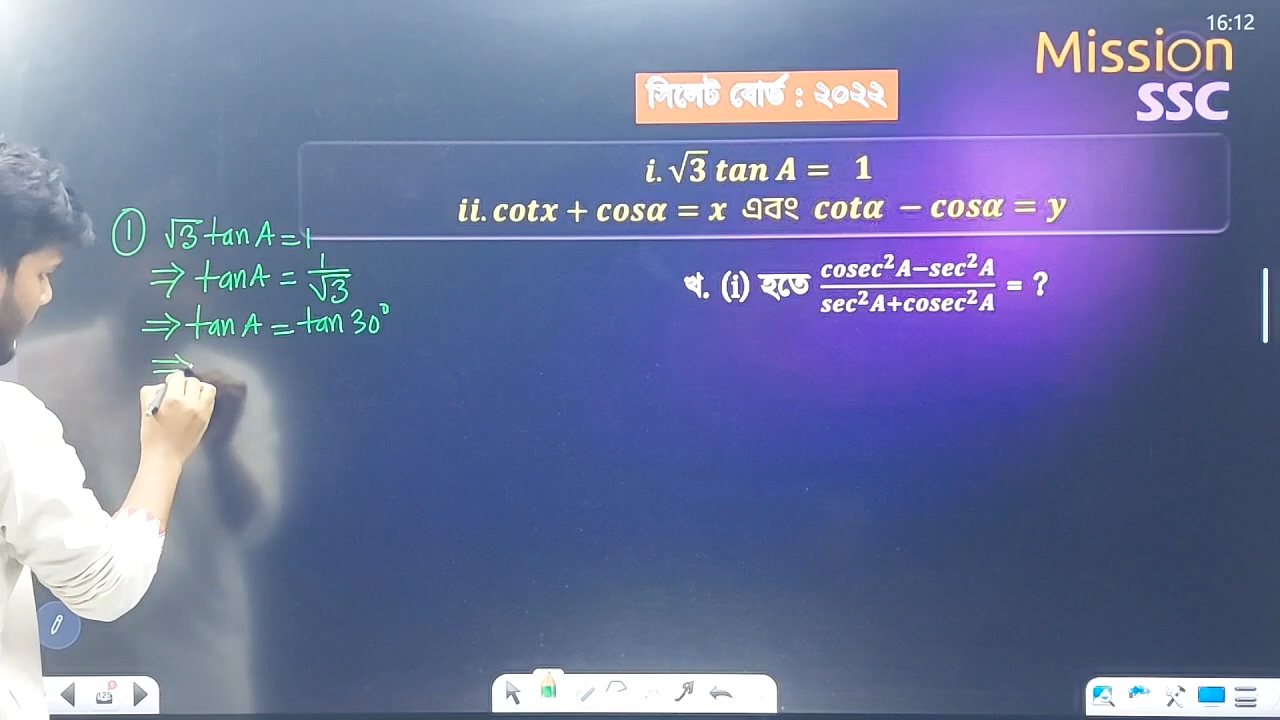 16:12
Mission
SSC
সিলেট বোর্ড : ২০২২
i. √3 tan A = 1
ii. cotx + cosα = x এবং cotα − cosα = y
খ. (i) হতে (cosec²A−sec²A)/(sec²A+cosec²A) = ?
① √3 tan A = 1
⇒ tan A = 1/√3
⇒ tan A = tan 30°
⇒
125